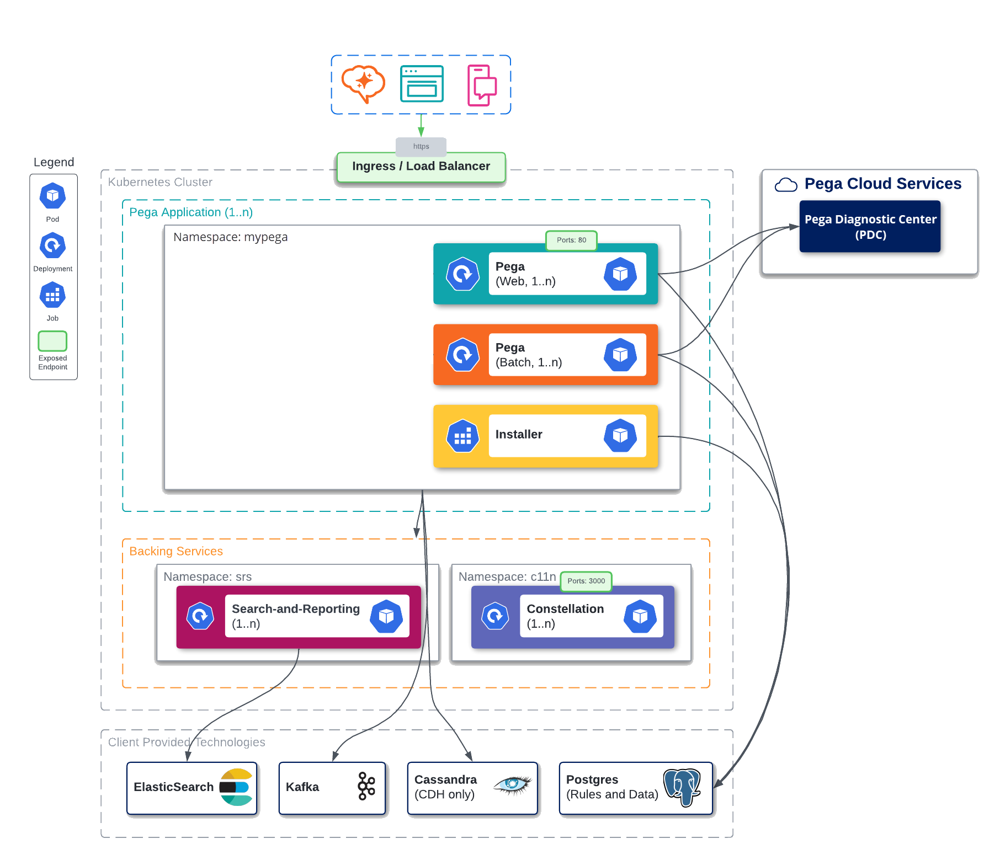 https
Ingress / Load Balancer
Legend
Pod
Deployment
Job
Exposed
Endpoint
Kubernetes Cluster
Pega Application (1..n)
Namespace: mypega
Ports: 80
Pega
(Web, 1..n)
Pega
(Batch, 1..n)
Installer
Pega Cloud Services
Pega Diagnostic Center
(PDC)
Backing Services
Namespace: srs
Search-and-Reporting
(1..n)
Namespace: c11n
Ports: 3000
Constellation
(1..n)
Client Provided Technologies
ElasticSearch
Kafka
Cassandra
(CDH only)
Postgres
(Rules and Data)